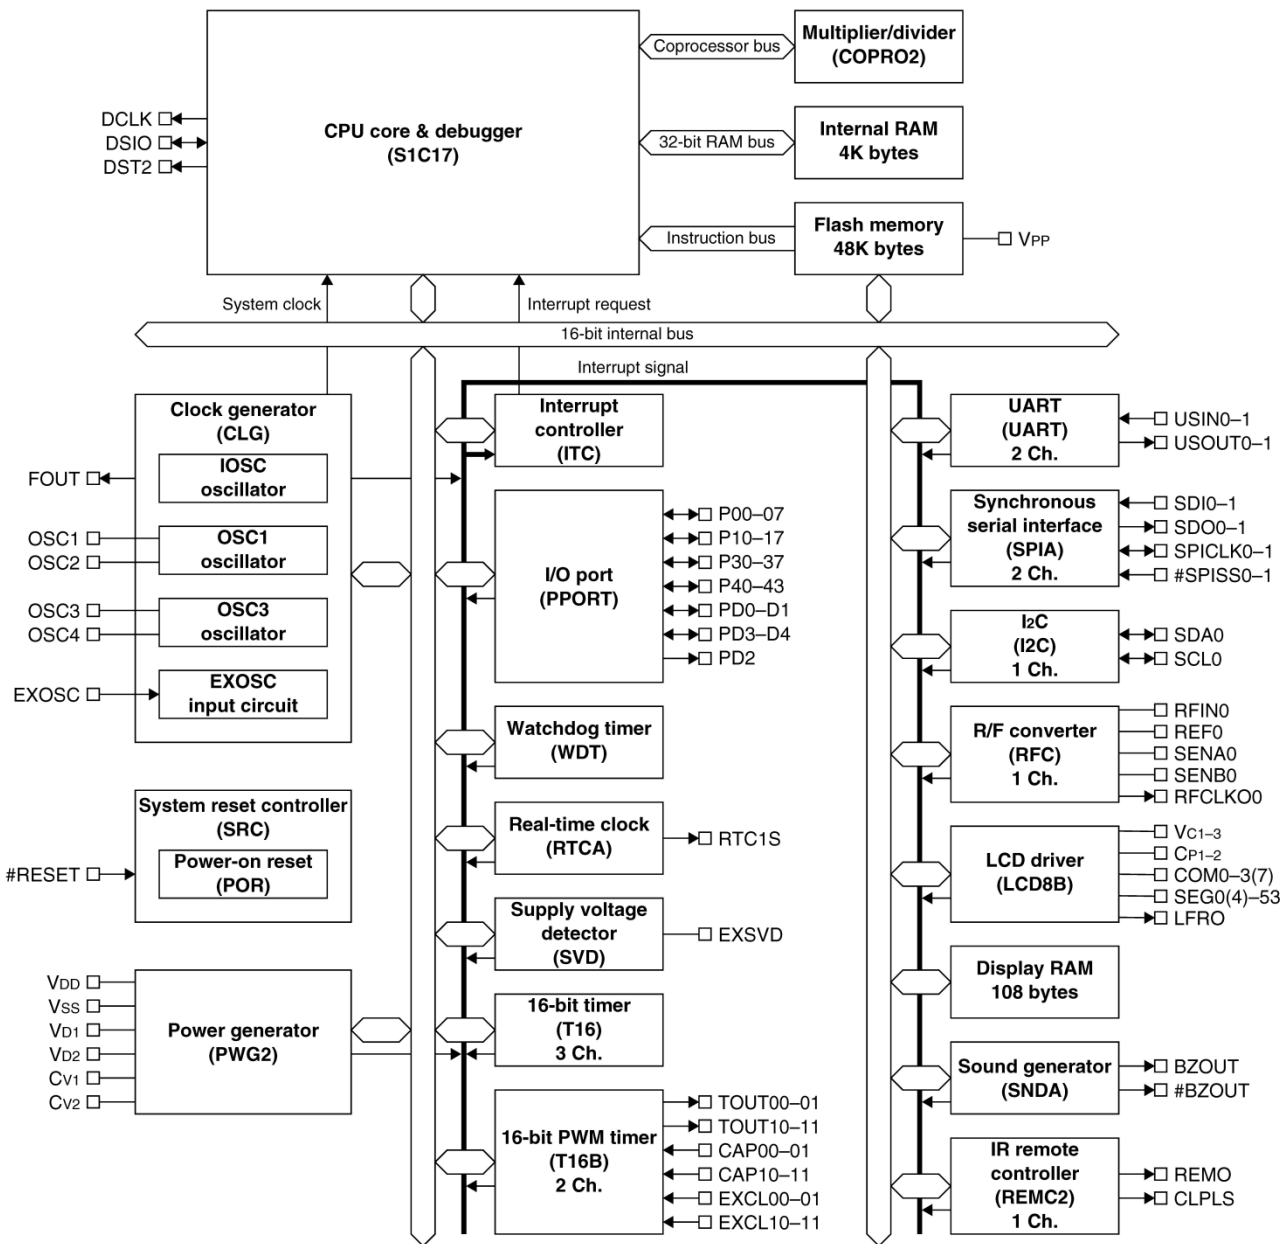 Multiplier/divider
(COPRO2)
Coprocessor bus
CPU core & debugger
(S1C17)
DCLK
DSIO
DST2
Internal RAM
4K bytes
32-bit RAM bus
Flash memory
48K bytes
Instruction bus
VPP
System clock
Interrupt request
16-bit internal bus
Interrupt signal
Clock generator
(CLG)
IOSC
oscillator
FOUT
OSC1
oscillator
OSC1
OSC2
OSC3
oscillator
OSC3
OSC4
EXOSC
input circuit
EXOSC
System reset controller
(SRC)
Power-on reset
(POR)
#RESET
Power generator
(PWG2)
VDD
VSS
VD1
VD2
CV1
CV2
Interrupt
controller
(ITC)
I/O port
(PPORT)
P00–07
P10–17
P30–37
P40–43
PD0–D1
PD3–D4
PD2
Watchdog timer
(WDT)
Real-time clock
(RTCA)
RTC1S
Supply voltage
detector
(SVD)
EXSVD
16-bit timer
(T16)
3 Ch.
16-bit PWM timer
(T16B)
2 Ch.
TOUT00–01
TOUT10–11
CAP00–01
CAP10–11
EXCL00–01
EXCL10–11
UART
(UART)
2 Ch.
USIN0–1
USOUT0–1
Synchronous
serial interface
(SPIA)
2 Ch.
SDI0–1
SDO0–1
SPICLK0–1
#SPISS0–1
I2C
(I2C)
1 Ch.
SDA0
SCL0
R/F converter
(RFC)
1 Ch.
RFIN0
REF0
SENA0
SENB0
RFCLKO0
LCD driver
(LCD8B)
VC1–3
CP1–2
COM0–3(7)
SEG0(4)–53
LFRO
Display RAM
108 bytes
Sound generator
(SNDA)
BZOUT
#BZOUT
IR remote
controller
(REMC2)
1 Ch.
REMO
CLPLS